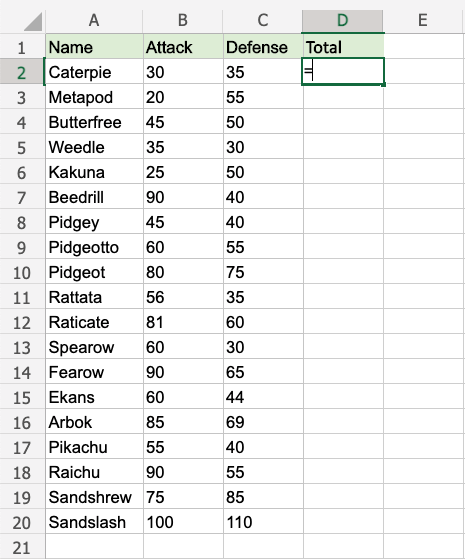 A B C D E
1 Name Attack Defense Total
2 Caterpie 30 35 =
3 Metapod 20 55
4 Butterfree 45 50
5 Weedle 35 30
6 Kakuna 25 50
7 Beedrill 90 40
8 Pidgey 45 40
9 Pidgeotto 60 55
10 Pidgeot 80 75
11 Rattata 56 35
12 Raticate 81 60
13 Spearow 60 30
14 Fearow 90 65
15 Ekans 60 44
16 Arbok 85 69
17 Pikachu 55 40
18 Raichu 90 55
19 Sandshrew 75 85
20 Sandslash 100 110
21